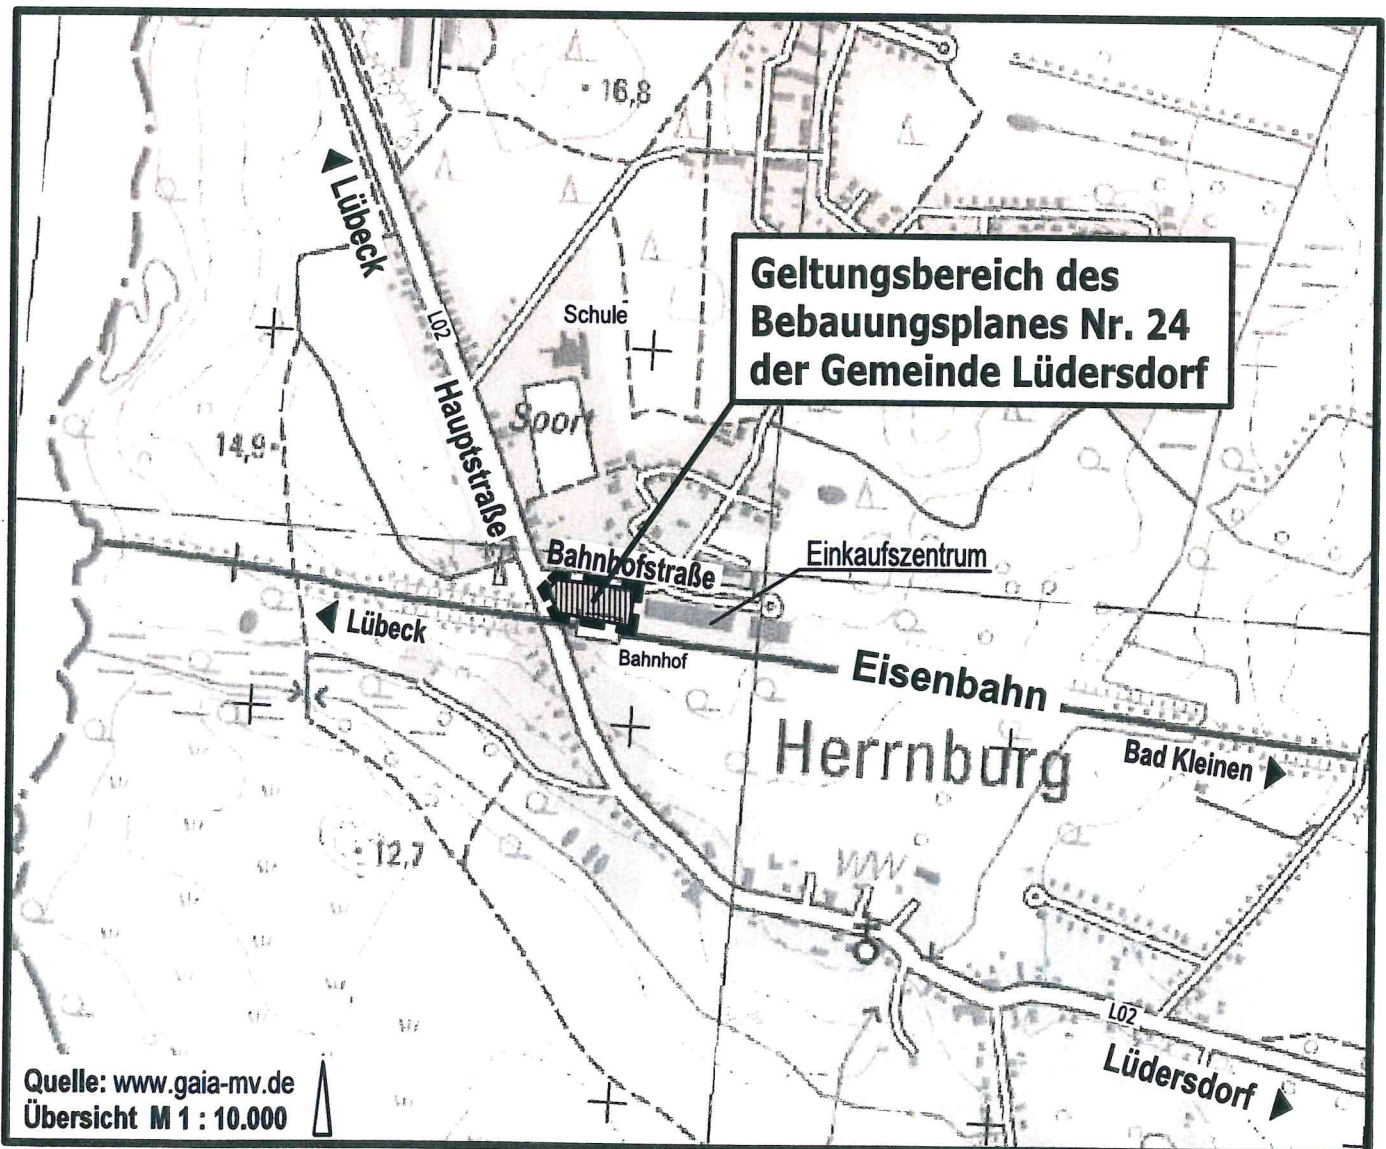 16,8
Lübeck
Geltungsbereich des
Bebauungsplanes Nr. 24
der Gemeinde Lüdersdorf
Schule
L02
Hauptstraße
Sport
14,9
Bahnhofstraße
Einkaufszentrum
Lübeck
Bahnhof
Eisenbahn
Herrnburg
Bad Kleinen
12,7
WW
L02
Lüdersdorf
Quelle: www.gaia-mv.de
Übersicht M 1 : 10.000